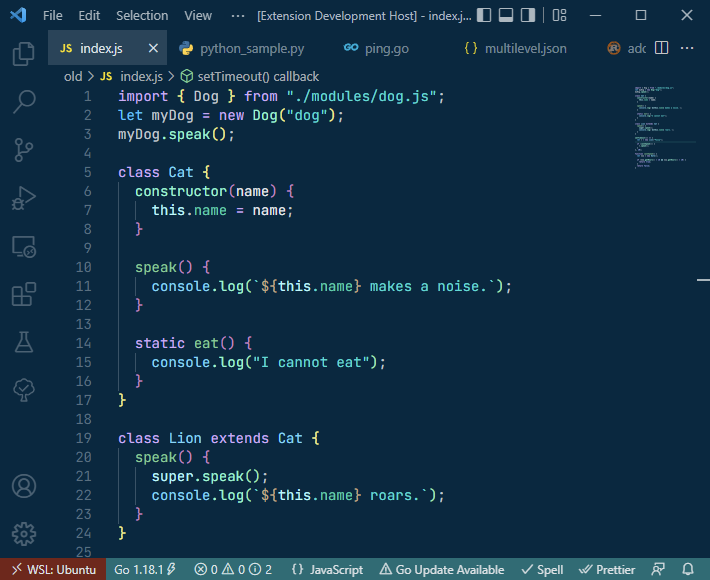 File Edit Selection View ··· [Extension Development Host] - index.j...
JS index.js python_sample.py GO ping.go { } multilevel.json adc ···
old > JS index.js > setTimeout() callback
1 import { Dog } from "./modules/dog.js";
2 let myDog = new Dog("dog");
3 myDog.speak();
4
5 class Cat {
6 constructor(name) {
7 this.name = name;
8 }
9
10 speak() {
11 console.log(`${this.name} makes a noise.`);
12 }
13
14 static eat() {
15 console.log("I cannot eat");
16 }
17 }
18
19 class Lion extends Cat {
20 speak() {
21 super.speak();
22 console.log(`${this.name} roars.`);
23 }
24 }
25
WSL: Ubuntu Go 1.18.1 0 0 2 { } JavaScript Go Update Available Spell Prettier